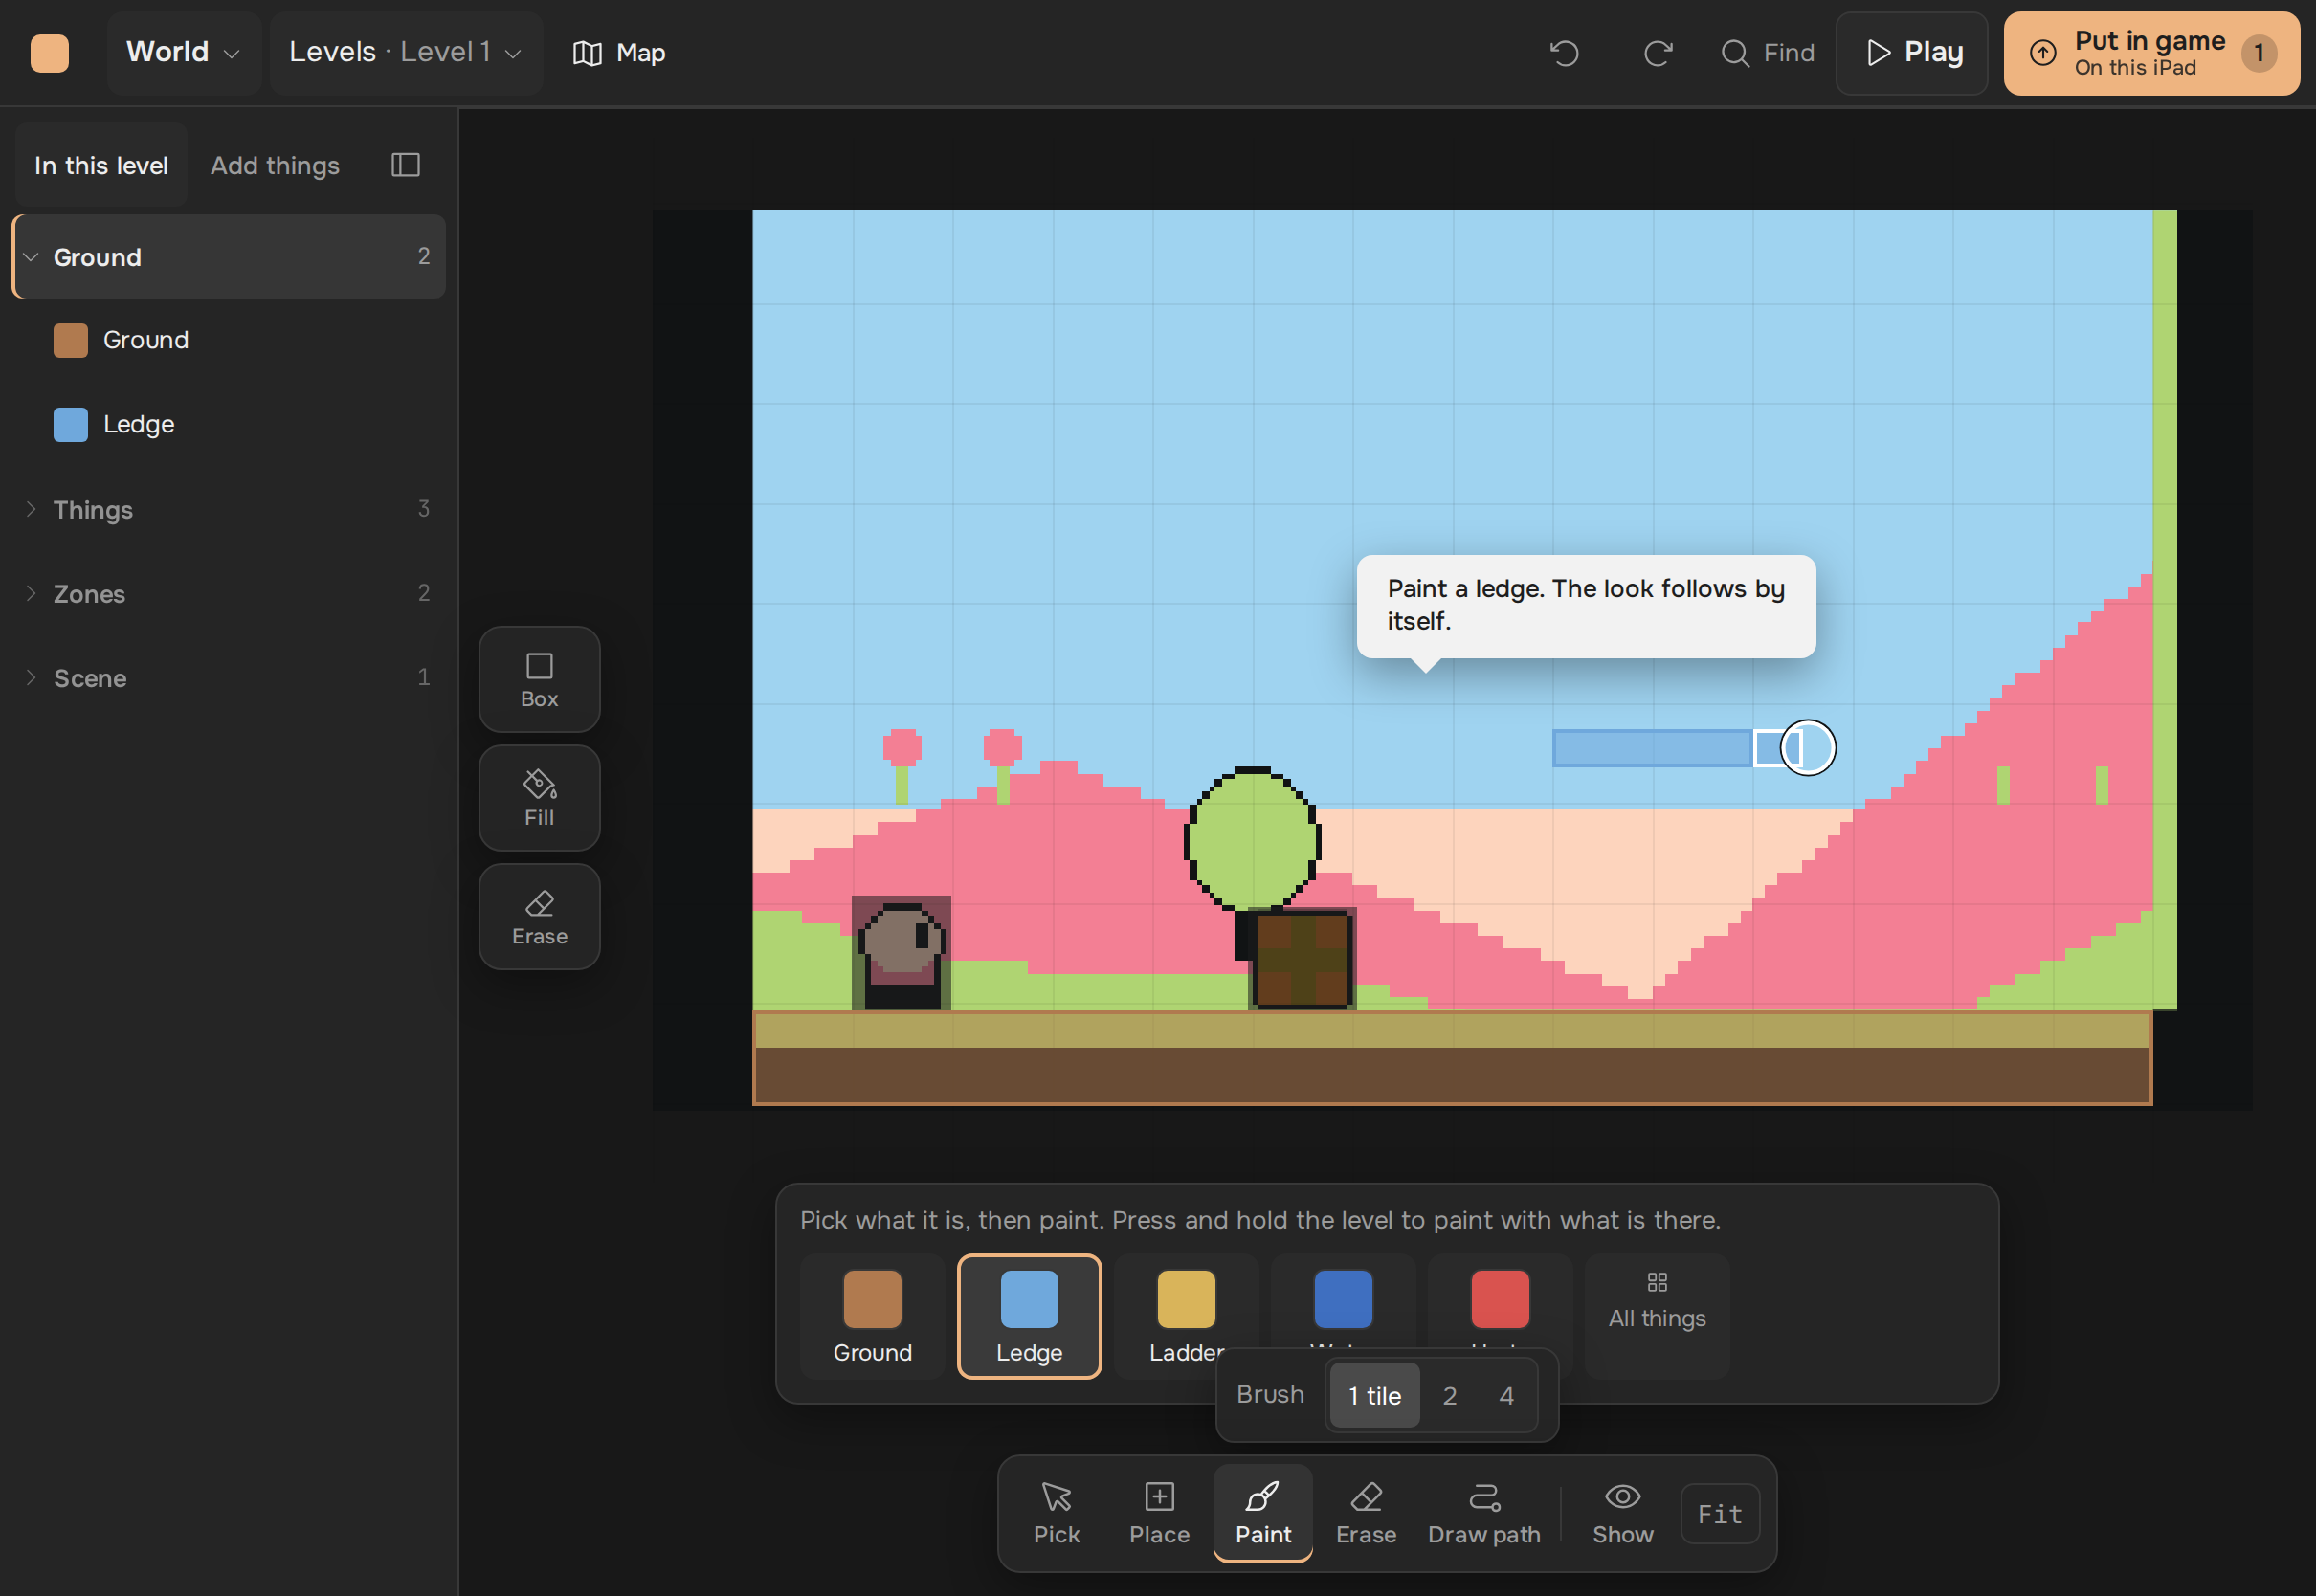 World
Levels · Level 1
Map
Find
Play
Put in game
On this iPad
1
In this level
Add things
Ground
2
Ground
Ledge
Things
3
Zones
2
Scene
1
Box
Fill
Erase
Paint a ledge. The look follows by
itself.
Pick what it is, then paint. Press and hold the level to paint with what is there.
Ground
Ledge
Ladder
All things
Brush
1 tile
2
4
Pick
Place
Paint
Erase
Draw path
Show
Fit